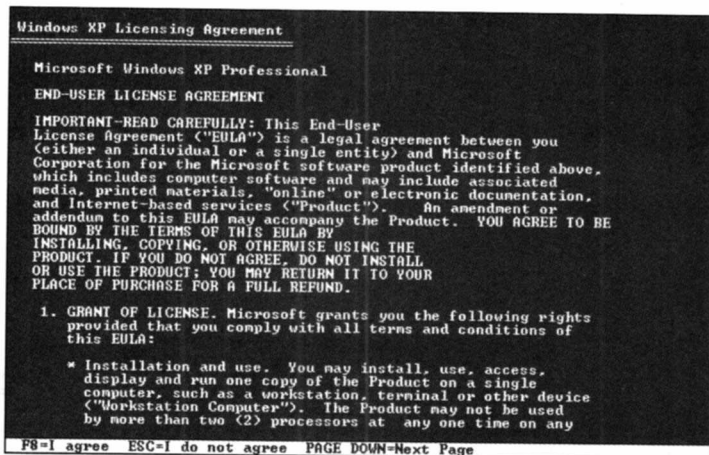 Windows XP Licensing Agreement
Microsoft Windows XP Professional
END-USER LICENSE AGREEMENT
IMPORTANT-READ CAREFULLY: This End-User
License Agreement ("EULA") is a legal agreement between you
(either an individual or a single entity) and Microsoft
Corporation for the Microsoft software product identified above,
which includes computer software and may include associated
media, printed materials, "online" or electronic documentation,
and Internet-based services ("Product"). An amendment or
addendum to this EULA may accompany the Product. YOU AGREE TO BE
BOUND BY THE TERMS OF THIS EULA BY
INSTALLING, COPYING, OR OTHERWISE USING THE
PRODUCT. IF YOU DO NOT AGREE, DO NOT INSTALL
OR USE THE PRODUCT; YOU MAY RETURN IT TO YOUR
PLACE OF PURCHASE FOR A FULL REFUND.
1. GRANT OF LICENSE. Microsoft grants you the following rights
provided that you comply with all terms and conditions of
this EULA:
* Installation and use. You may install, use, access,
display and run one copy of the Product on a single
computer, such as a workstation, terminal or other device
("Workstation Computer"). The Product may not be used
by more than two (2) processors at any one time on any
F8=I agree ESC=I do not agree PAGE DOWN=Next Page